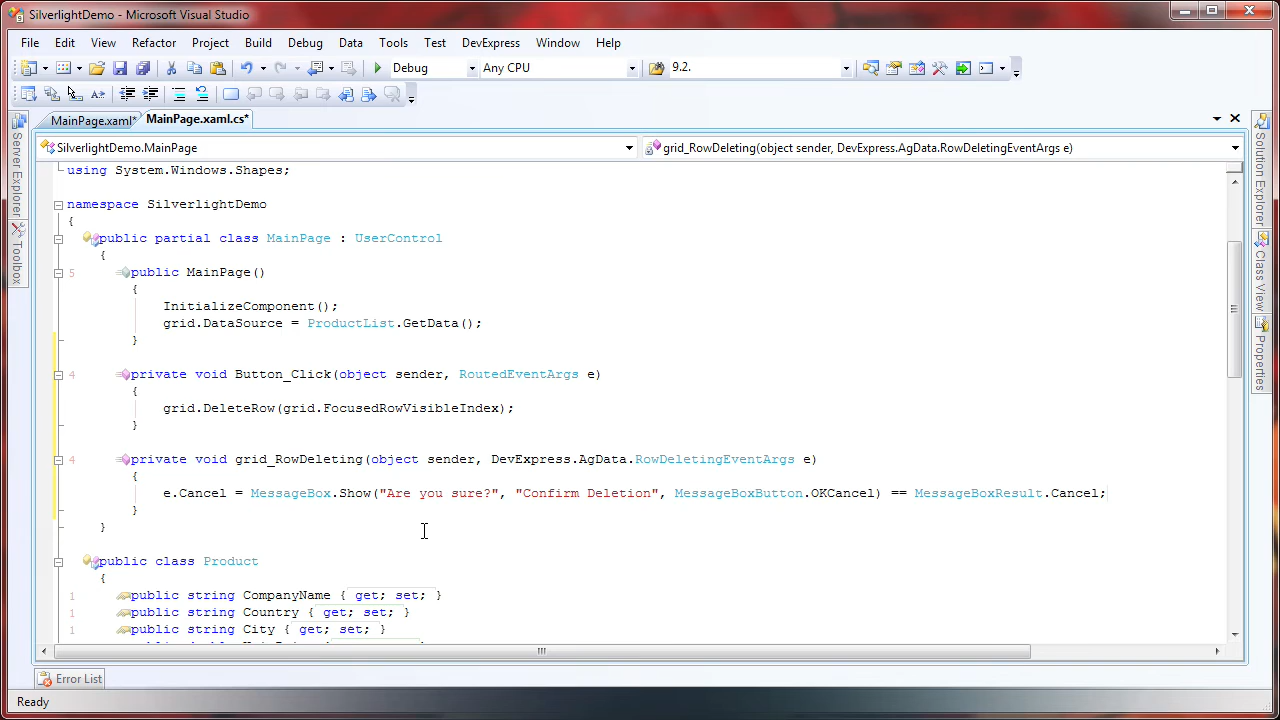 SilverlightDemo - Microsoft Visual Studio
File Edit View Refactor Project Build Debug Data Tools Test DevExpress Window Help
Debug Any CPU 9.2.
MainPage.xaml* MainPage.xaml.cs*
SilverlightDemo.MainPage grid_RowDeleting(object sender, DevExpress.AgData.RowDeletingEventArgs e)
Server Explorer
Toolbox
using System.Windows.Shapes;
namespace SilverlightDemo
{
public partial class MainPage : UserControl
{
5 public MainPage()
{
InitializeComponent();
grid.DataSource = ProductList.GetData();
}
4 private void Button_Click(object sender, RoutedEventArgs e)
{
grid.DeleteRow(grid.FocusedRowVisibleIndex);
}
4 private void grid_RowDeleting(object sender, DevExpress.AgData.RowDeletingEventArgs e)
{
e.Cancel = MessageBox.Show("Are you sure?", "Confirm Deletion", MessageBoxButton.OKCancel) == MessageBoxResult.Cancel;
}
}
public class Product
{
1 public string CompanyName { get; set; }
1 public string Country { get; set; }
1 public string City { get; set; }
Solution Explorer
Class View
Properties
Error List
Ready